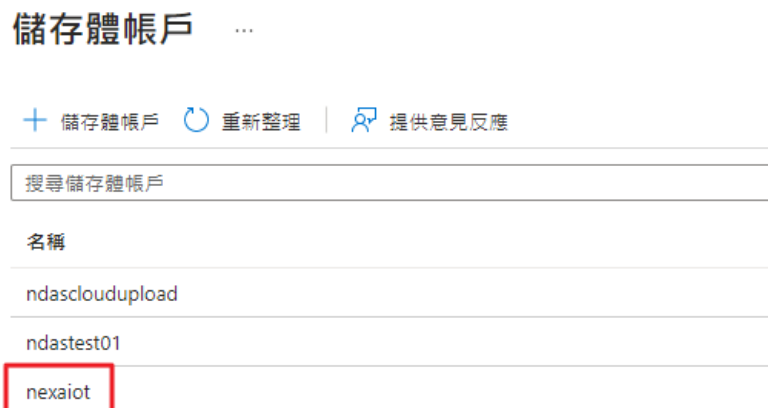 儲存體帳戶 ...
儲存體帳戶 重新整理 提供意見反應
搜尋儲存體帳戶
名稱
ndascloudupload
ndastest01
nexaiot